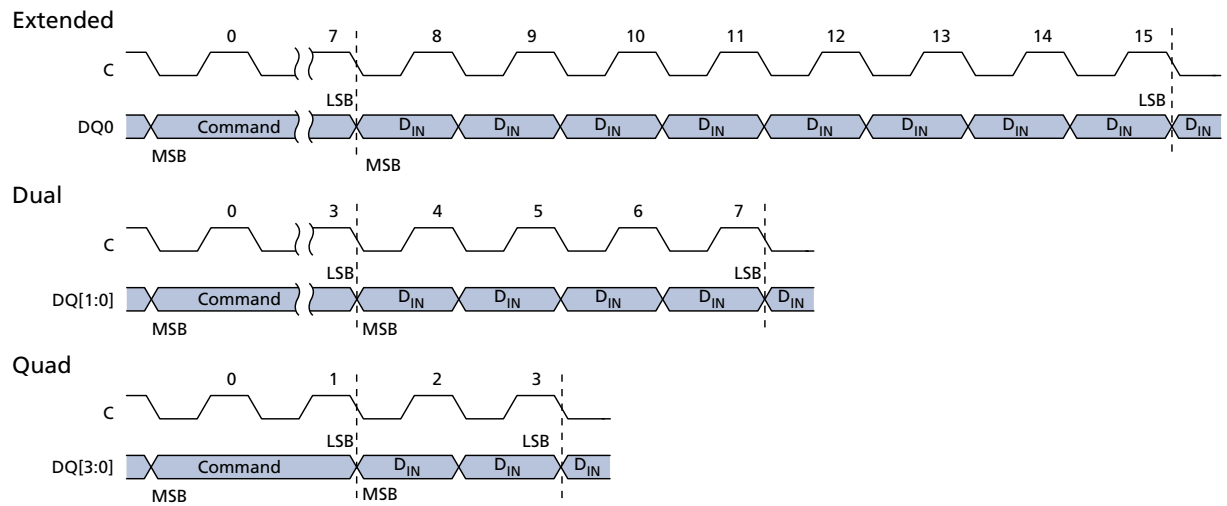 Extended
0 7 8 9 10 11 12 13 14 15
C
LSB LSB
DQ0 Command DIN DIN DIN DIN DIN DIN DIN DIN DIN
MSB MSB
Dual
0 3 4 5 6 7
C
LSB LSB
DQ[1:0] Command DIN DIN DIN DIN DIN
MSB MSB
Quad
0 1 2 3
C
LSB LSB
DQ[3:0] Command DIN DIN DIN
MSB MSB